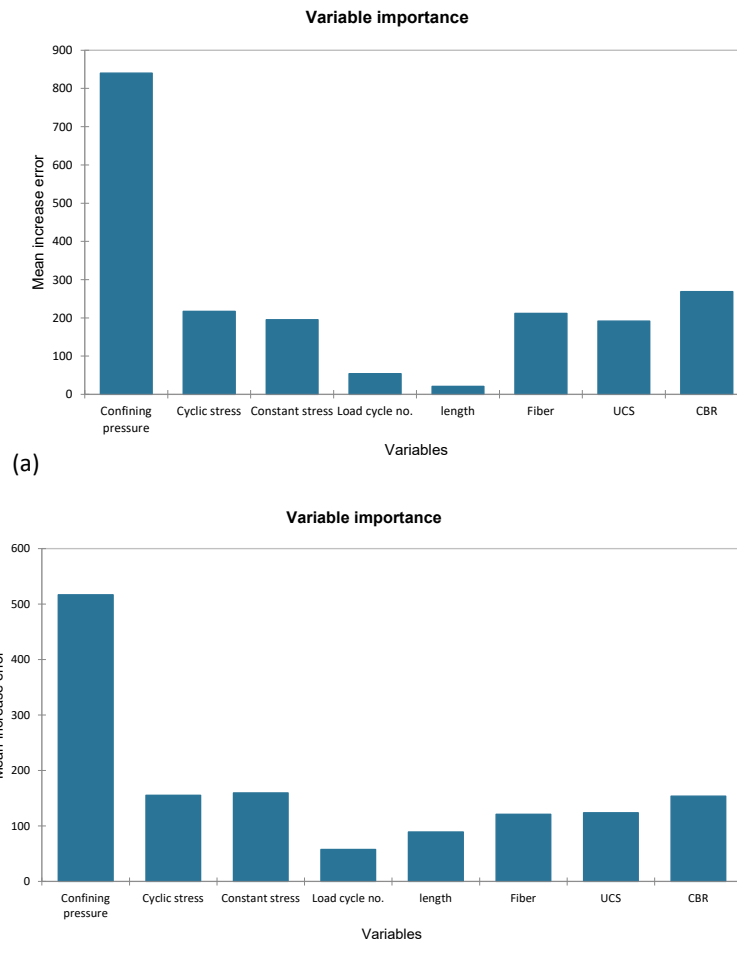 Variable importance
900
800
700
600
500
400
300
200
100
0
Mean increase error
Confining pressure
Cyclic stress
Constant stress
Load cycle no.
length
Fiber
UCS
CBR
Variables
(a)
Variable importance
600
500
400
300
200
100
0
Confining pressure
Cyclic stress
Constant stress
Load cycle no.
length
Fiber
UCS
CBR
Variables